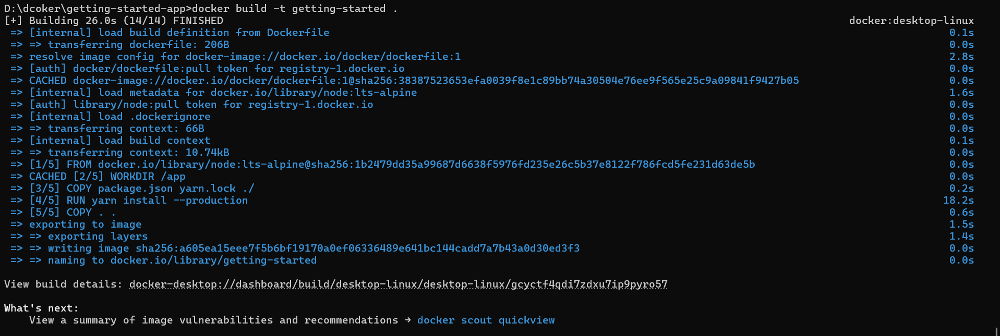 D:\dcoker\getting-started-app>docker build -t getting-started .
[+] Building 26.0s (14/14) FINISHED docker:desktop-linux
=> [internal] load build definition from Dockerfile 0.1s
=> => transferring dockerfile: 206B 0.0s
=> resolve image config for docker-image://docker.io/docker/dockerfile:1 2.8s
=> [auth] docker/dockerfile:pull token for registry-1.docker.io 0.0s
=> CACHED docker-image://docker.io/docker/dockerfile:1@sha256:38387523653efa0039f8e1c89bb74a30504e76ee9f565e25c9a09841f9427b05 0.0s
=> [internal] load metadata for docker.io/library/node:lts-alpine 1.6s
=> [auth] library/node:pull token for registry-1.docker.io 0.0s
=> [internal] load .dockerignore 0.0s
=> => transferring context: 66B 0.0s
=> [internal] load build context 0.1s
=> => transferring context: 10.74kB 0.0s
=> [1/5] FROM docker.io/library/node:lts-alpine@sha256:1b2479dd35a99687d6638f5976fd235e26c5b37e8122f786fcd5fe231d63de5b 0.0s
=> CACHED [2/5] WORKDIR /app 0.0s
=> [3/5] COPY package.json yarn.lock ./ 0.2s
=> [4/5] RUN yarn install --production 18.2s
=> [5/5] COPY . . 0.6s
=> exporting to image 1.5s
=> => exporting layers 1.4s
=> => writing image sha256:a605ea15eee7f5b6bf19170a0ef06336489e641bc144cadd7a7b43a0d30ed3f3 0.0s
=> => naming to docker.io/library/getting-started 0.0s
View build details: docker-desktop://dashboard/build/desktop-linux/desktop-linux/gcyctf4qdi7zdxu7ip9pyro57
What's next:
View a summary of image vulnerabilities and recommendations → docker scout quickview